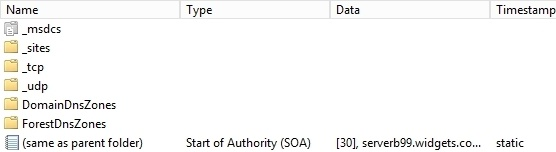 Name Type Data Timestamp
_msdcs
_sites
_tcp
_udp
DomainDnsZones
ForestDnsZones
(same as parent folder) Start of Authority (SOA) [30], serverb99.widgets.co... static